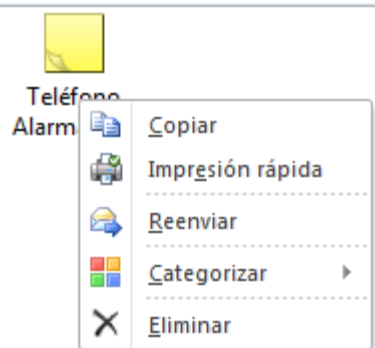 Teléfono
Alarm
Copiar
Impresión rápida
Reenviar
Categorizar
Eliminar